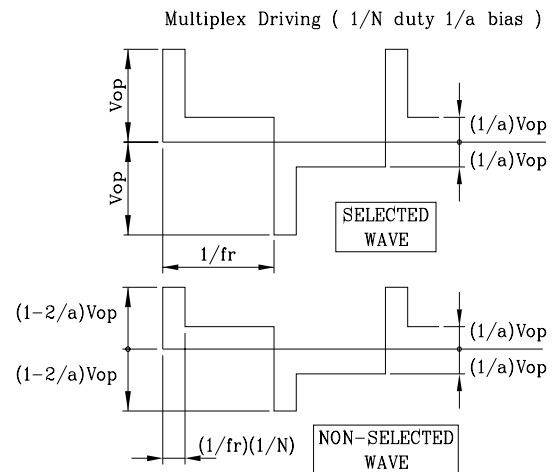 Multiplex Driving ( 1/N duty 1/a bias )
Vop
(1/a)Vop
(1/a)Vop
Vop
SELECTED
WAVE
1/fr
(1-2/a)Vop
(1/a)Vop
(1-2/a)Vop
(1/a)Vop
(1/fr)(1/N)
NON-SELECTED
WAVE